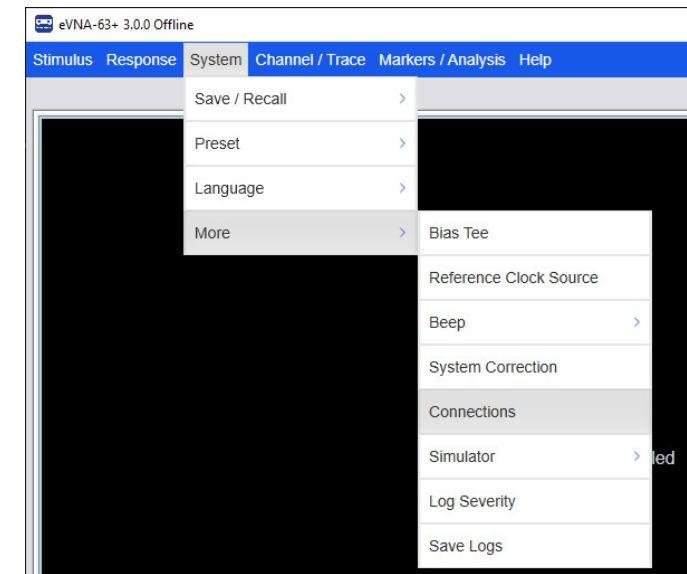 eVNA-63+ 3.0.0 Offline
Stimulus Response System Channel / Trace Markers / Analysis Help
Save / Recall
Preset
Language
More
Bias Tee
Reference Clock Source
Beep
System Correction
Connections
Simulator
led
Log Severity
Save Logs